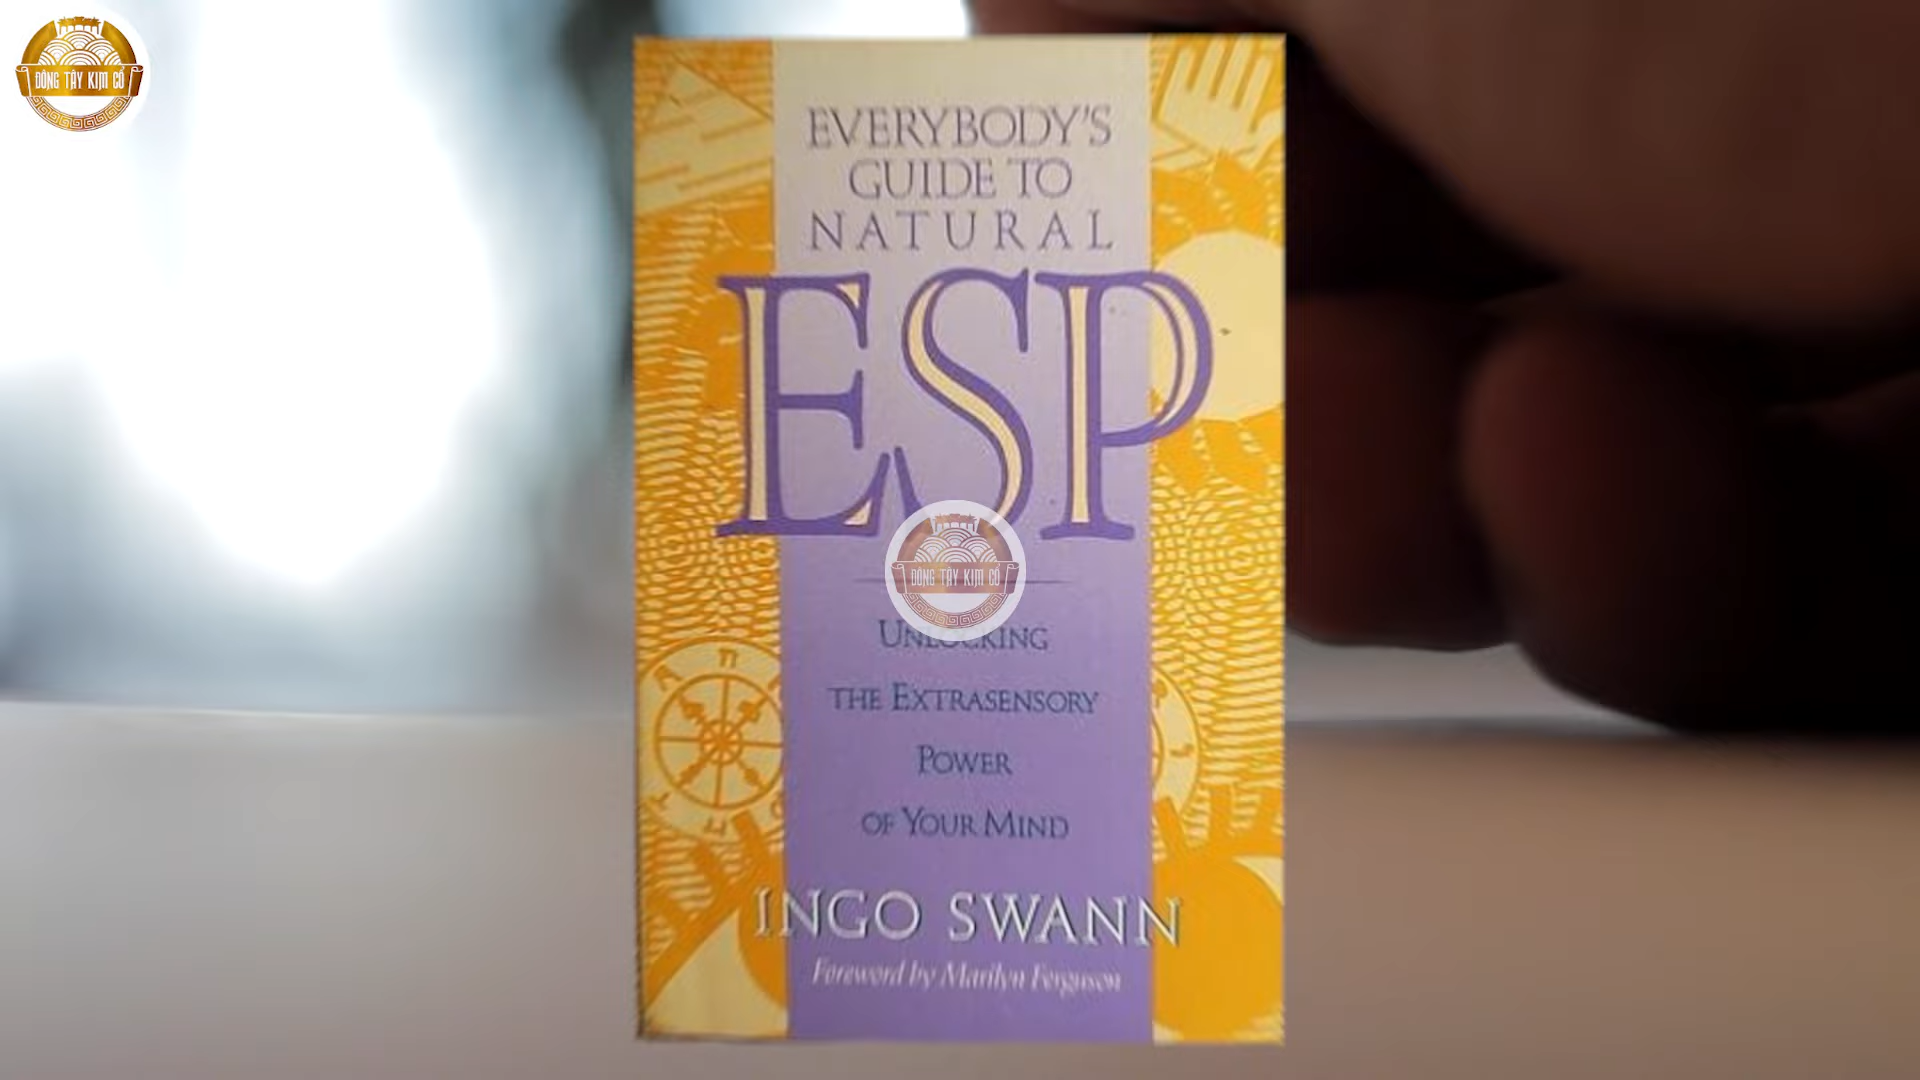 ĐÔNG TÂY KIM CỔ
EVERYBODY'S
GUIDE TO
NATURAL
ESP
ĐÔNG TÂY KIM CỔ
UNLOCKING
THE EXTRASENSORY
POWER
OF YOUR MIND
INGO SWANN
Foreword by Marilyn Ferguson